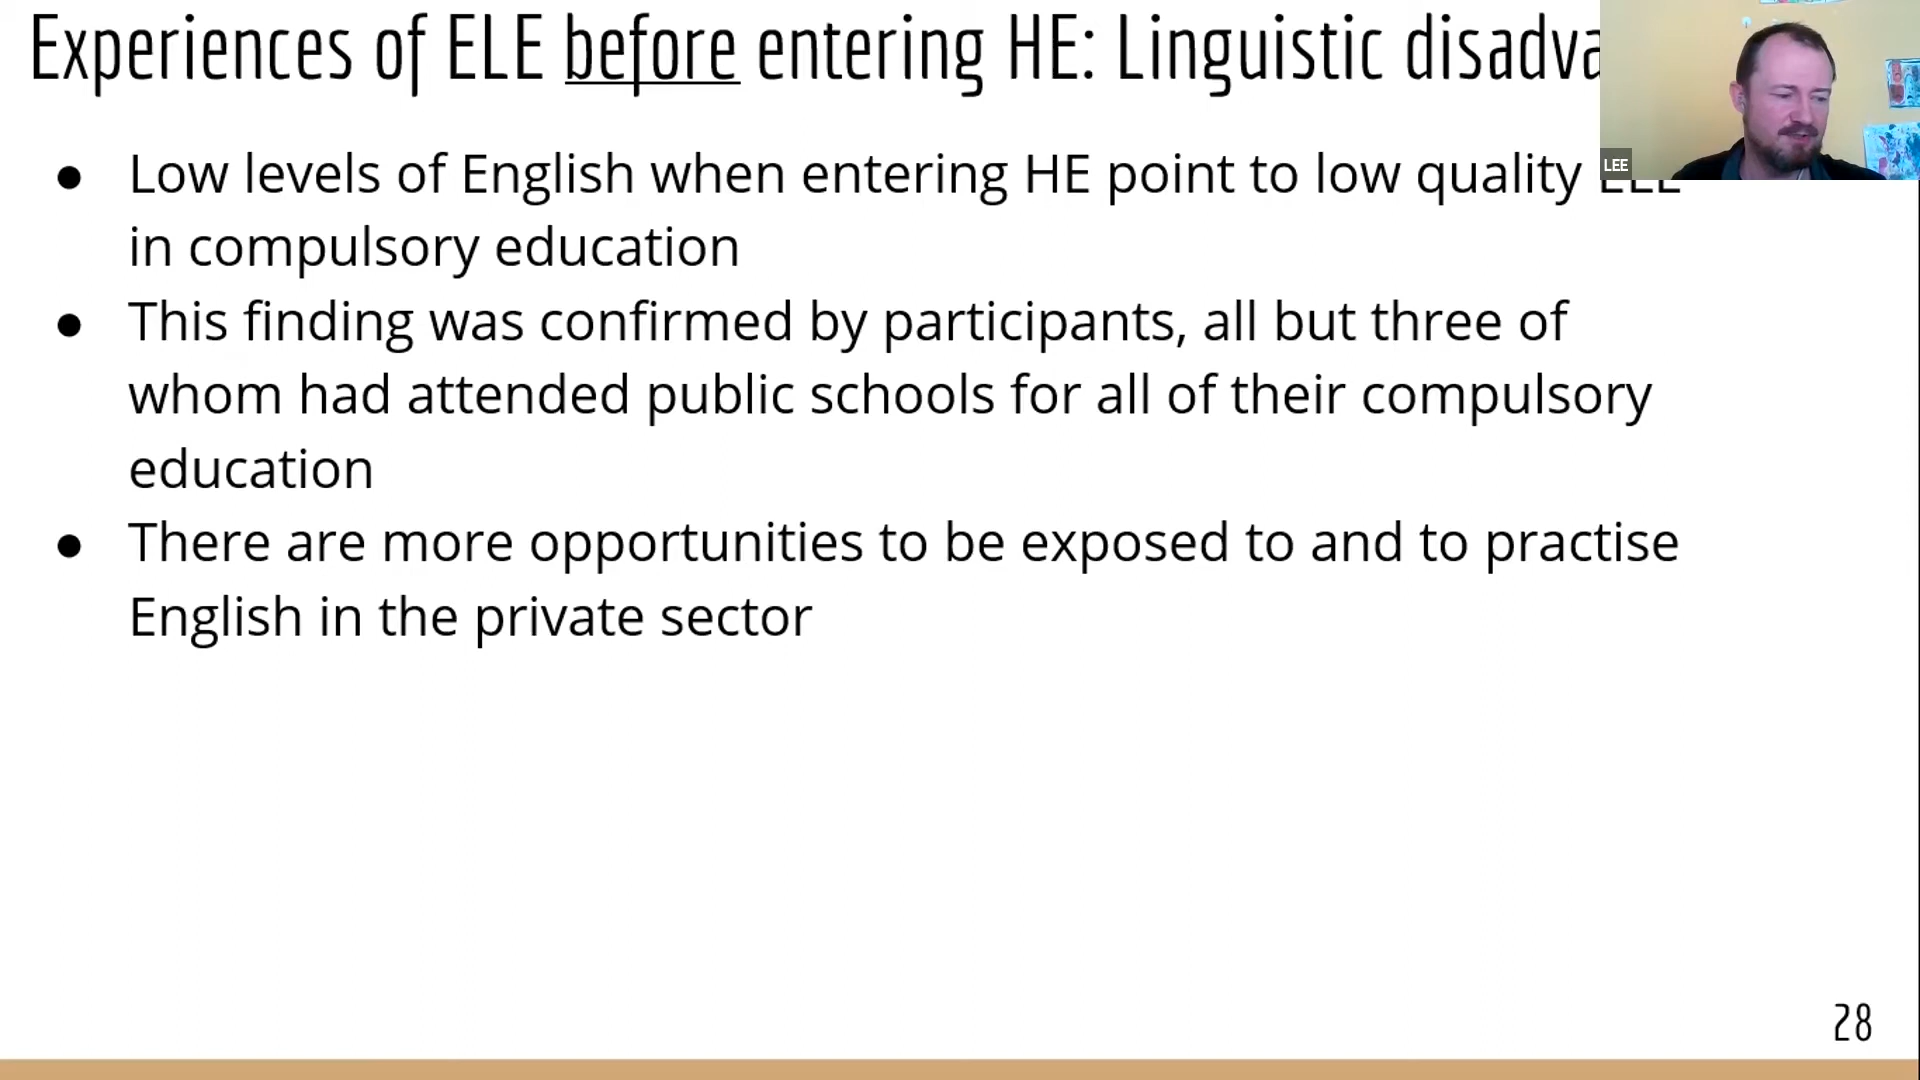 Experiences of ELE before entering HE: Linguistic
LEE
● Low levels of English when entering HE point to low quality
in compulsory education
● This finding was confirmed by participants, all but three of
whom had attended public schools for all of their compulsory
education
● There are more opportunities to be exposed to and to practise
English in the private sector
28